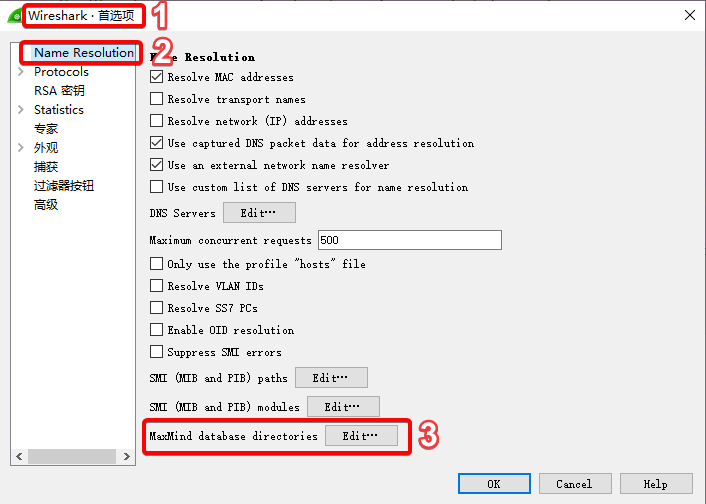 Wireshark · 首选项
1
Name Resolution
2
Protocols
RSA 密钥
Statistics
专家
外观
捕获
过滤器按钮
高级
Name Resolution
Resolve MAC addresses
Resolve transport names
Resolve network (IP) addresses
Use captured DNS packet data for address resolution
Use an external network name resolver
Use custom list of DNS servers for name resolution
DNS Servers Edit…
Maximum concurrent requests 500
Only use the profile "hosts" file
Resolve VLAN IDs
Resolve SS7 PCs
Enable OID resolution
Suppress SMI errors
SMI (MIB and PIB) paths Edit…
SMI (MIB and PIB) modules Edit…
MaxMind database directories Edit…
3
OK Cancel Help